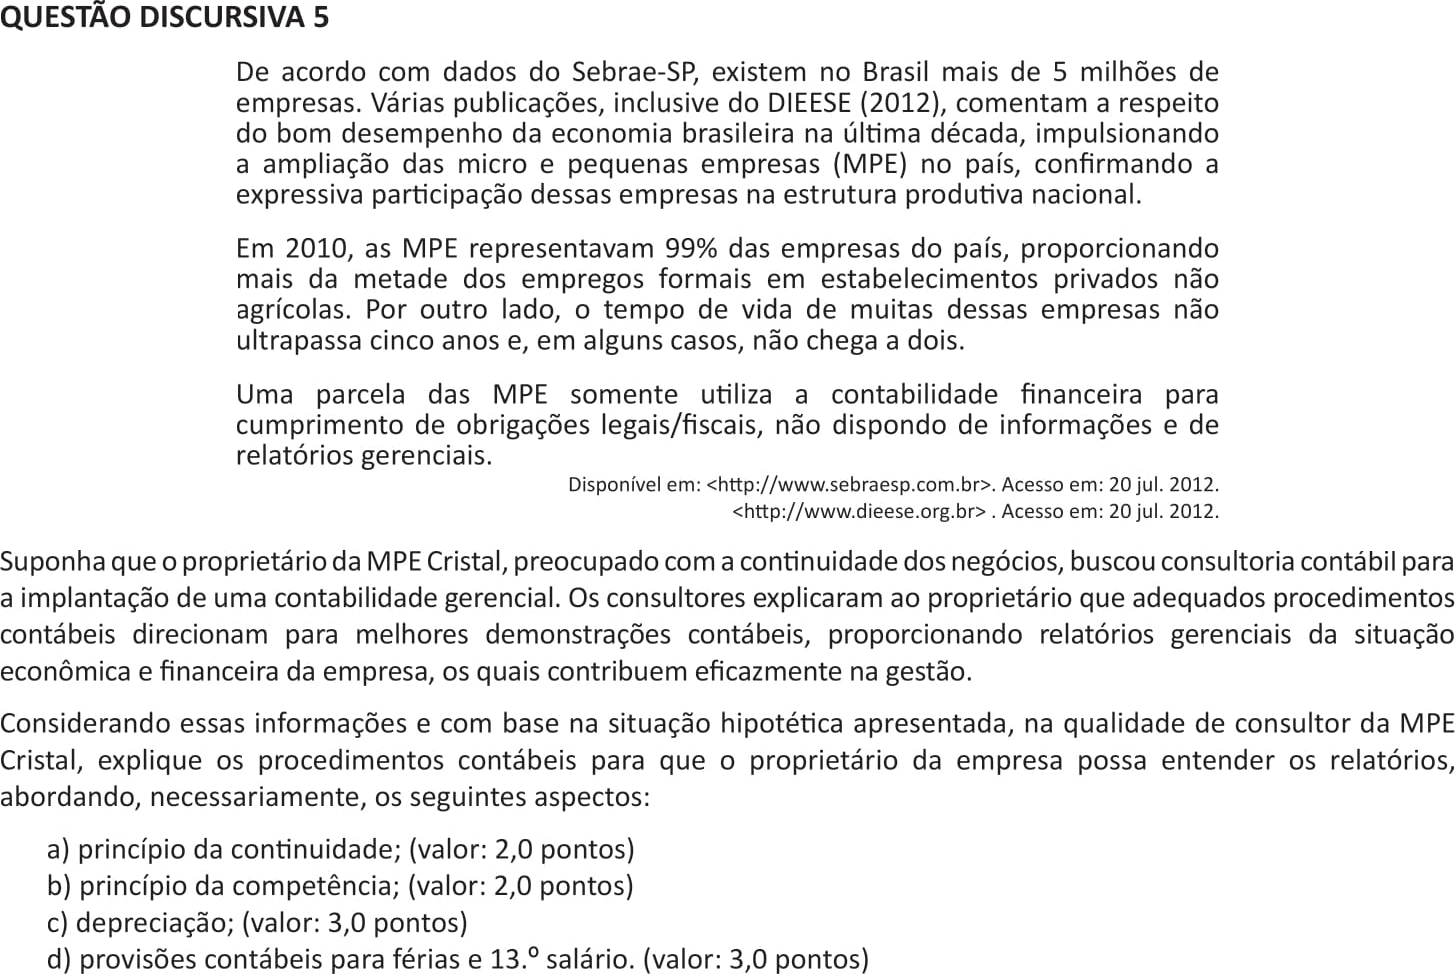 QUESTÃO DISCURSIVA 5
De acordo com dados do Sebrae-SP, existem no Brasil mais de 5 milhões de
empresas. Várias publicações, inclusive do DIEESE (2012), comentam a respeito
do bom desempenho da economia brasileira na última década, impulsionando
a ampliação das micro e pequenas empresas (MPE) no país, confirmando a
expressiva participação dessas empresas na estrutura produtiva nacional.
Em 2010, as MPE representavam 99% das empresas do país, proporcionando
mais da metade dos empregos formais em estabelecimentos privados não
agrícolas. Por outro lado, o tempo de vida de muitas dessas empresas não
ultrapassa cinco anos e, em alguns casos, não chega a dois.
Uma parcela das MPE somente utiliza a contabilidade financeira para
cumprimento de obrigações legais/fiscais, não dispondo de informações e de
relatórios gerenciais.
Disponível em: <http://www.sebraesp.com.br>. Acesso em: 20 jul. 2012.
<http://www.dieese.org.br> . Acesso em: 20 jul. 2012.
Suponha que o proprietário da MPE Cristal, preocupado com a continuidade dos negócios, buscou consultoria contábil para
a implantação de uma contabilidade gerencial. Os consultores explicaram ao proprietário que adequados procedimentos
contábeis direcionam para melhores demonstrações contábeis, proporcionando relatórios gerenciais da situação
econômica e financeira da empresa, os quais contribuem eficazmente na gestão.
Considerando essas informações e com base na situação hipotética apresentada, na qualidade de consultor da MPE
Cristal, explique os procedimentos contábeis para que o proprietário da empresa possa entender os relatórios,
abordando, necessariamente, os seguintes aspectos:
a) princípio da continuidade; (valor: 2,0 pontos)
b) princípio da competência; (valor: 2,0 pontos)
c) depreciação; (valor: 3,0 pontos)
d) provisões contábeis para férias e 13.º salário. (valor: 3,0 pontos)